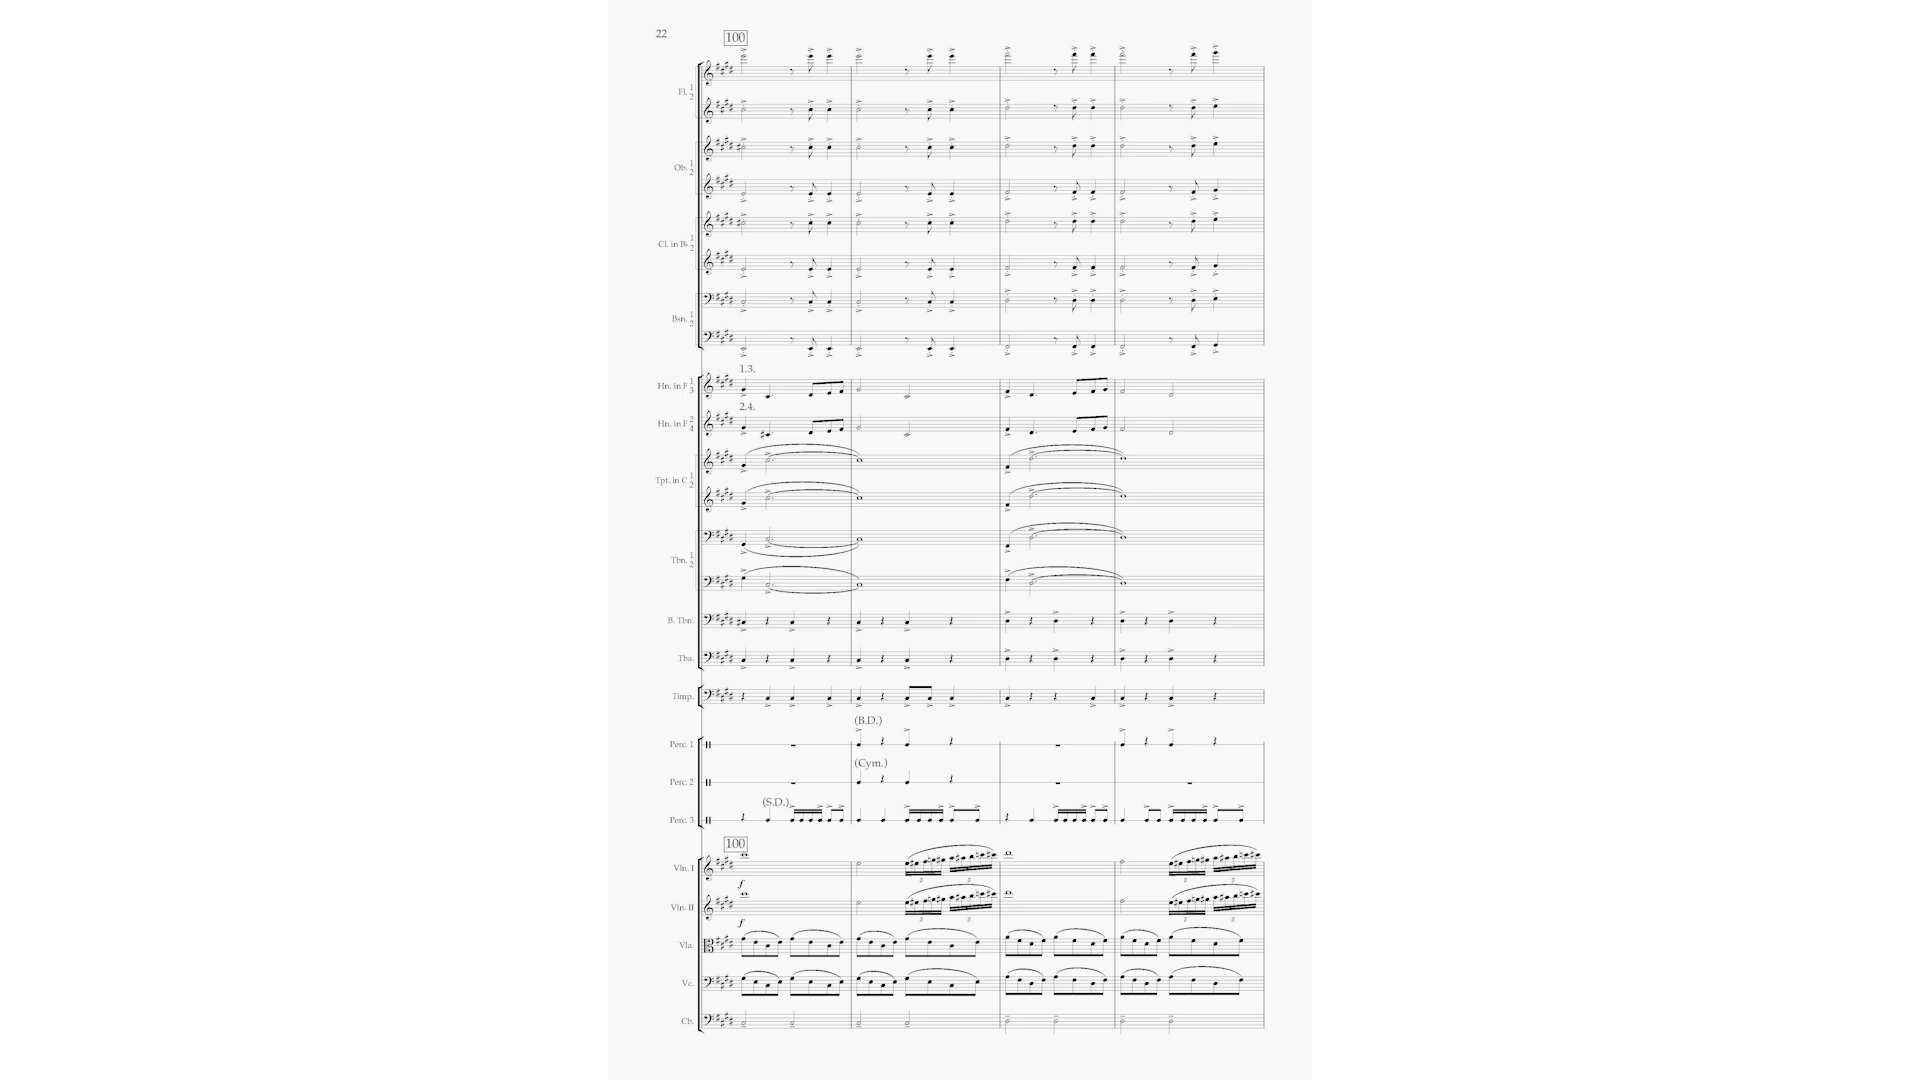 22
100
Fl. 1 2
Ob. 1 2
Cl. in B♭ 1 2
Bsn. 1 2
1.3.
Hn. in F 1 3
2.4.
Hn. in F 2 4
Tpt. in C 1 2
Tbn. 1 2
B. Tbn.
Tba.
Timp.
(B.D.)
Perc. 1
(Cym.)
Perc. 2
(S.D.)
Perc. 3
100
Vln. I
f
Vln. II
f
Vla.
Vc.
Cb.